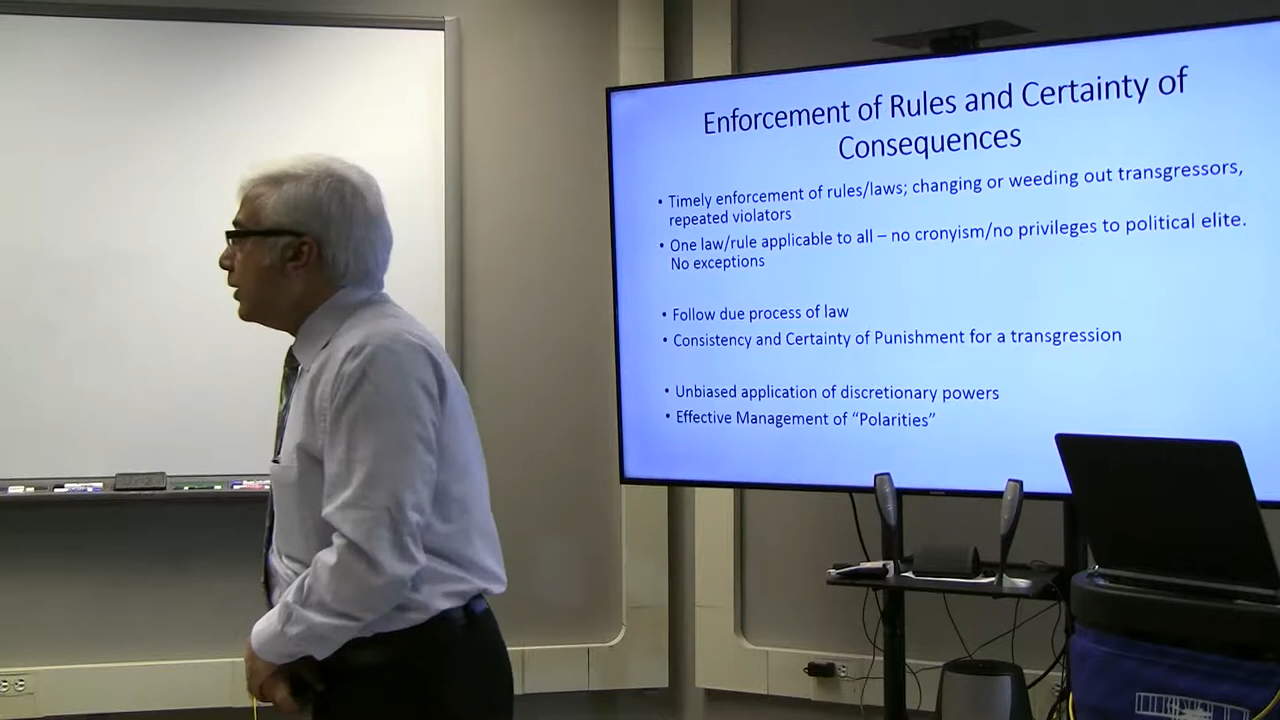 Enforcement of Rules and Certainty of
Consequences
• Timely enforcement of rules/laws; changing or weeding out transgressors,
repeated violators
• One law/rule applicable to all – no cronyism/no privileges to political elite.
No exceptions
• Follow due process of law
• Consistency and Certainty of Punishment for a transgression
• Unbiased application of discretionary powers
• Effective Management of “Polarities”